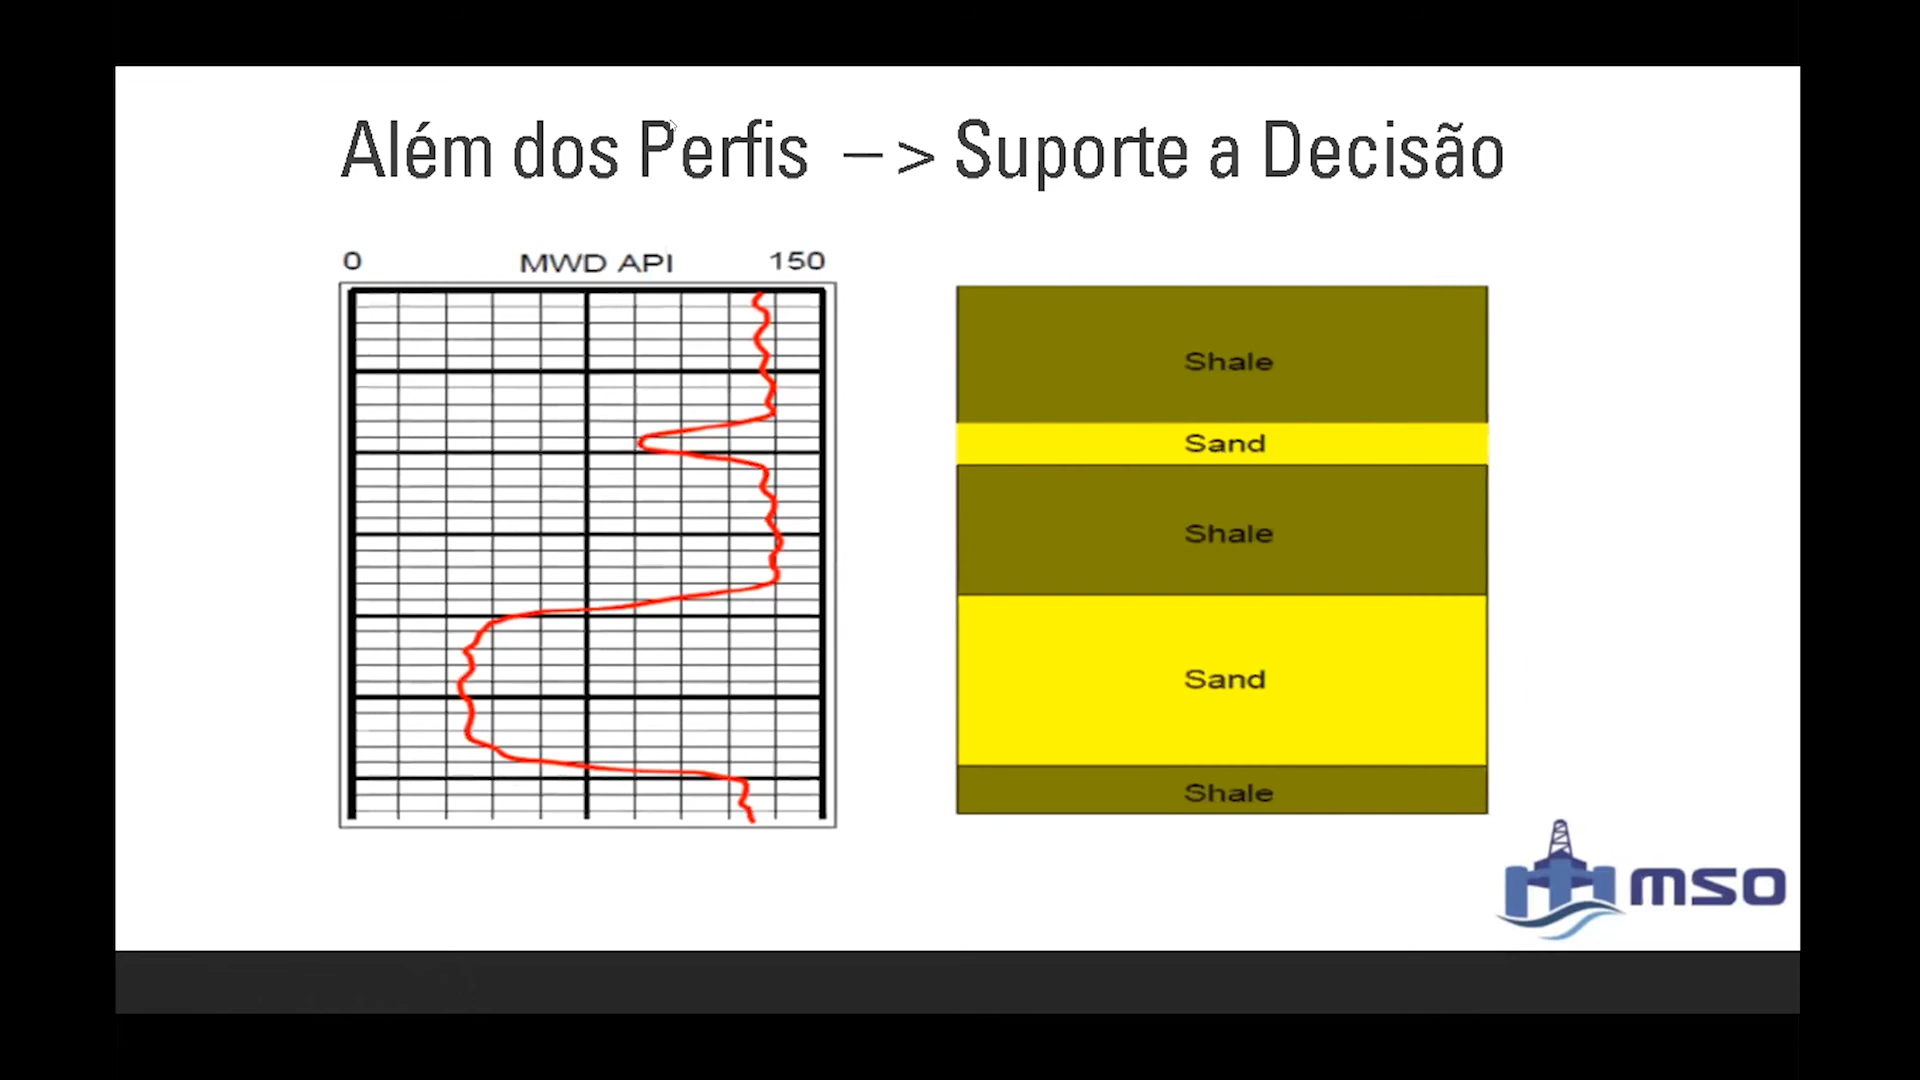 Além dos Perfis –> Suporte a Decisão
0 MWD API 150
Shale
Sand
Shale
Sand
Shale
mso